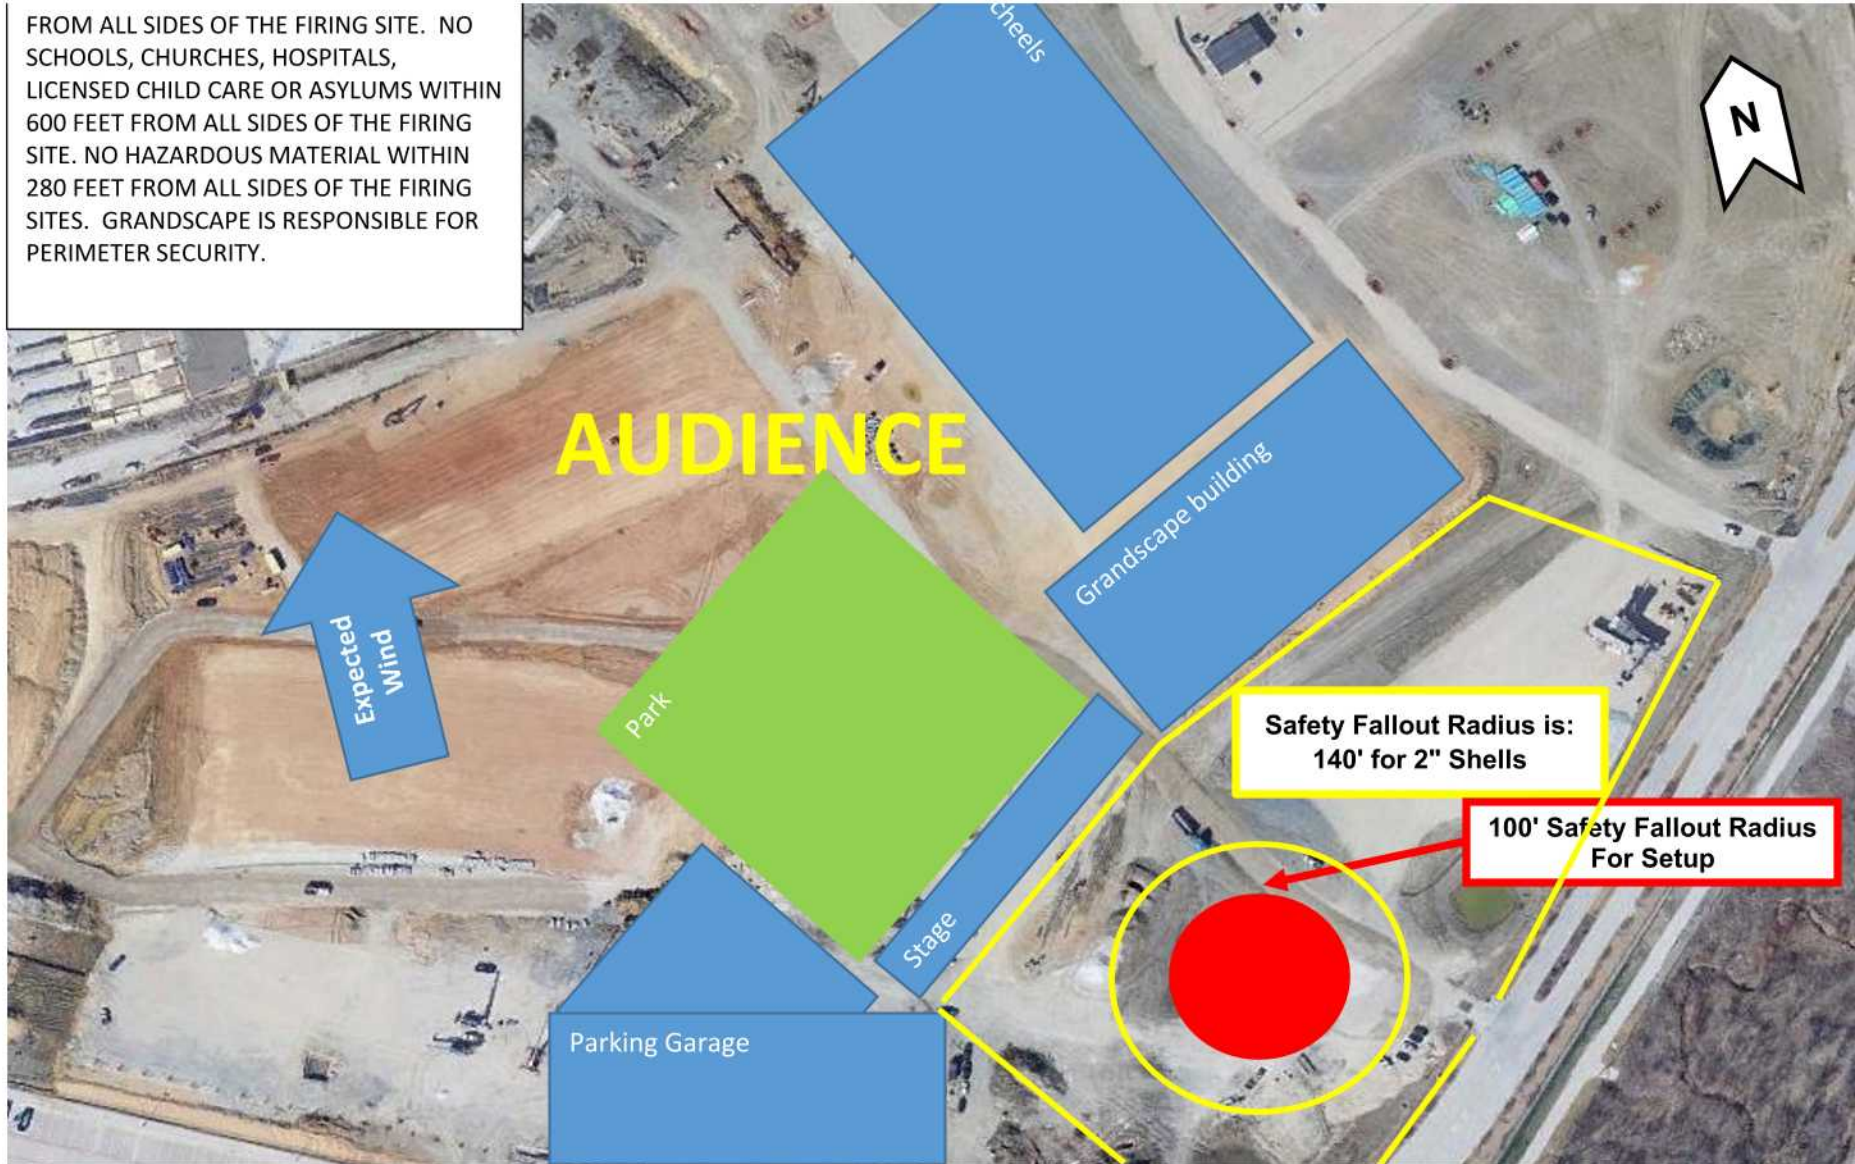 FROM ALL SIDES OF THE FIRING SITE. NO
SCHOOLS, CHURCHES, HOSPITALS,
LICENSED CHILD CARE OR ASYLUMS WITHIN
600 FEET FROM ALL SIDES OF THE FIRING
SITE. NO HAZARDOUS MATERIAL WITHIN
280 FEET FROM ALL SIDES OF THE FIRING
SITES. GRANDSCAPE IS RESPONSIBLE FOR
PERIMETER SECURITY.
cheels
N
AUDIENCE
Grandscape building
Expected
Wind
Park
Safety Fallout Radius is:
140' for 2" Shells
100' Safety Fallout Radius
For Setup
Stage
Parking Garage